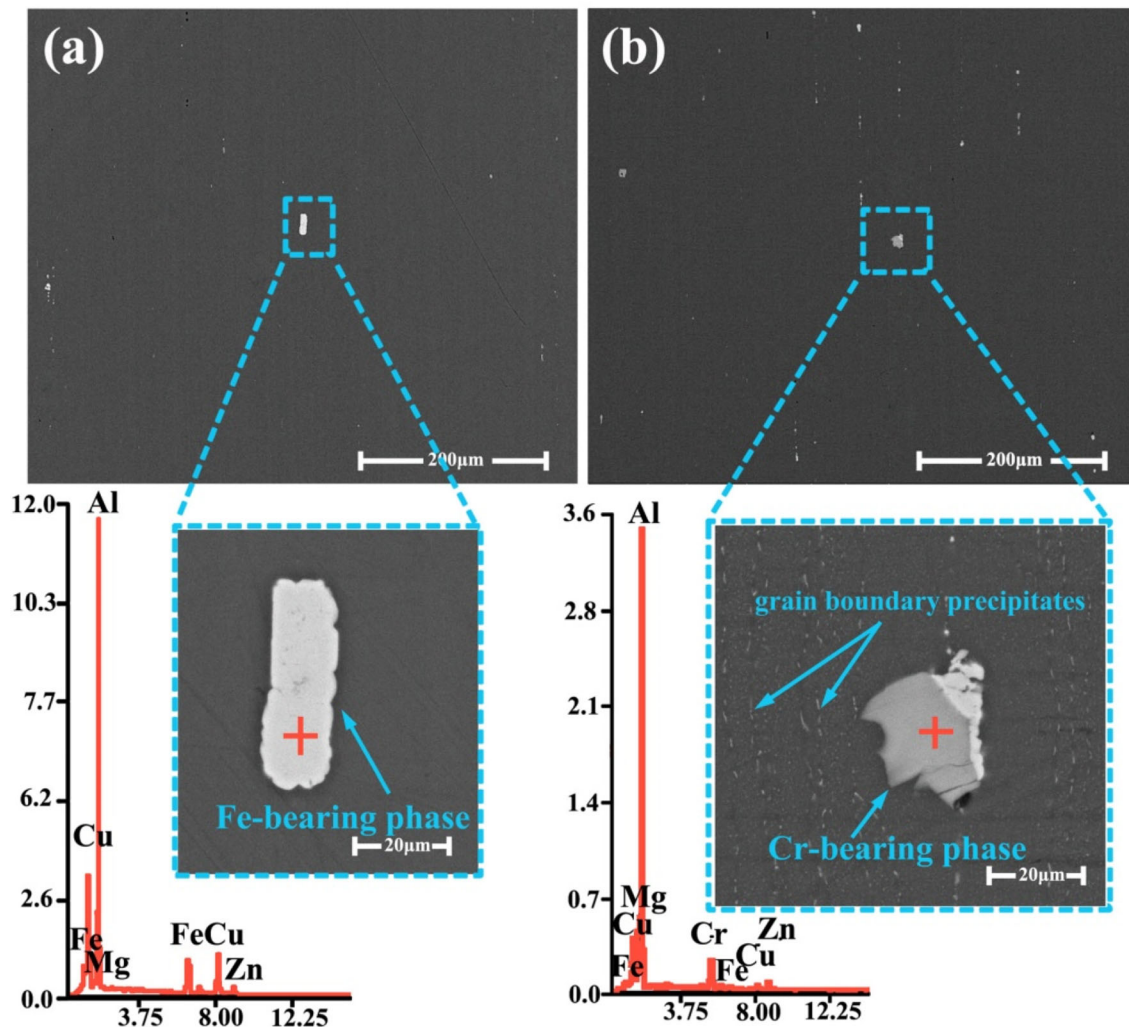 (a)
(b)
200μm
200μm
12.0
10.3
7.7
6.2
2.6
0.0
Al
Cu
Fe
Mg
Fe
Cu
Zn
3.75
8.00
12.25
Fe-bearing phase
20μm
3.6
2.8
2.1
1.4
0.7
0.0
Al
Mg
Cu
Fe
Cr
Fe
Cu
Zn
3.75
8.00
12.25
grain boundary precipitates
Cr-bearing phase
20μm